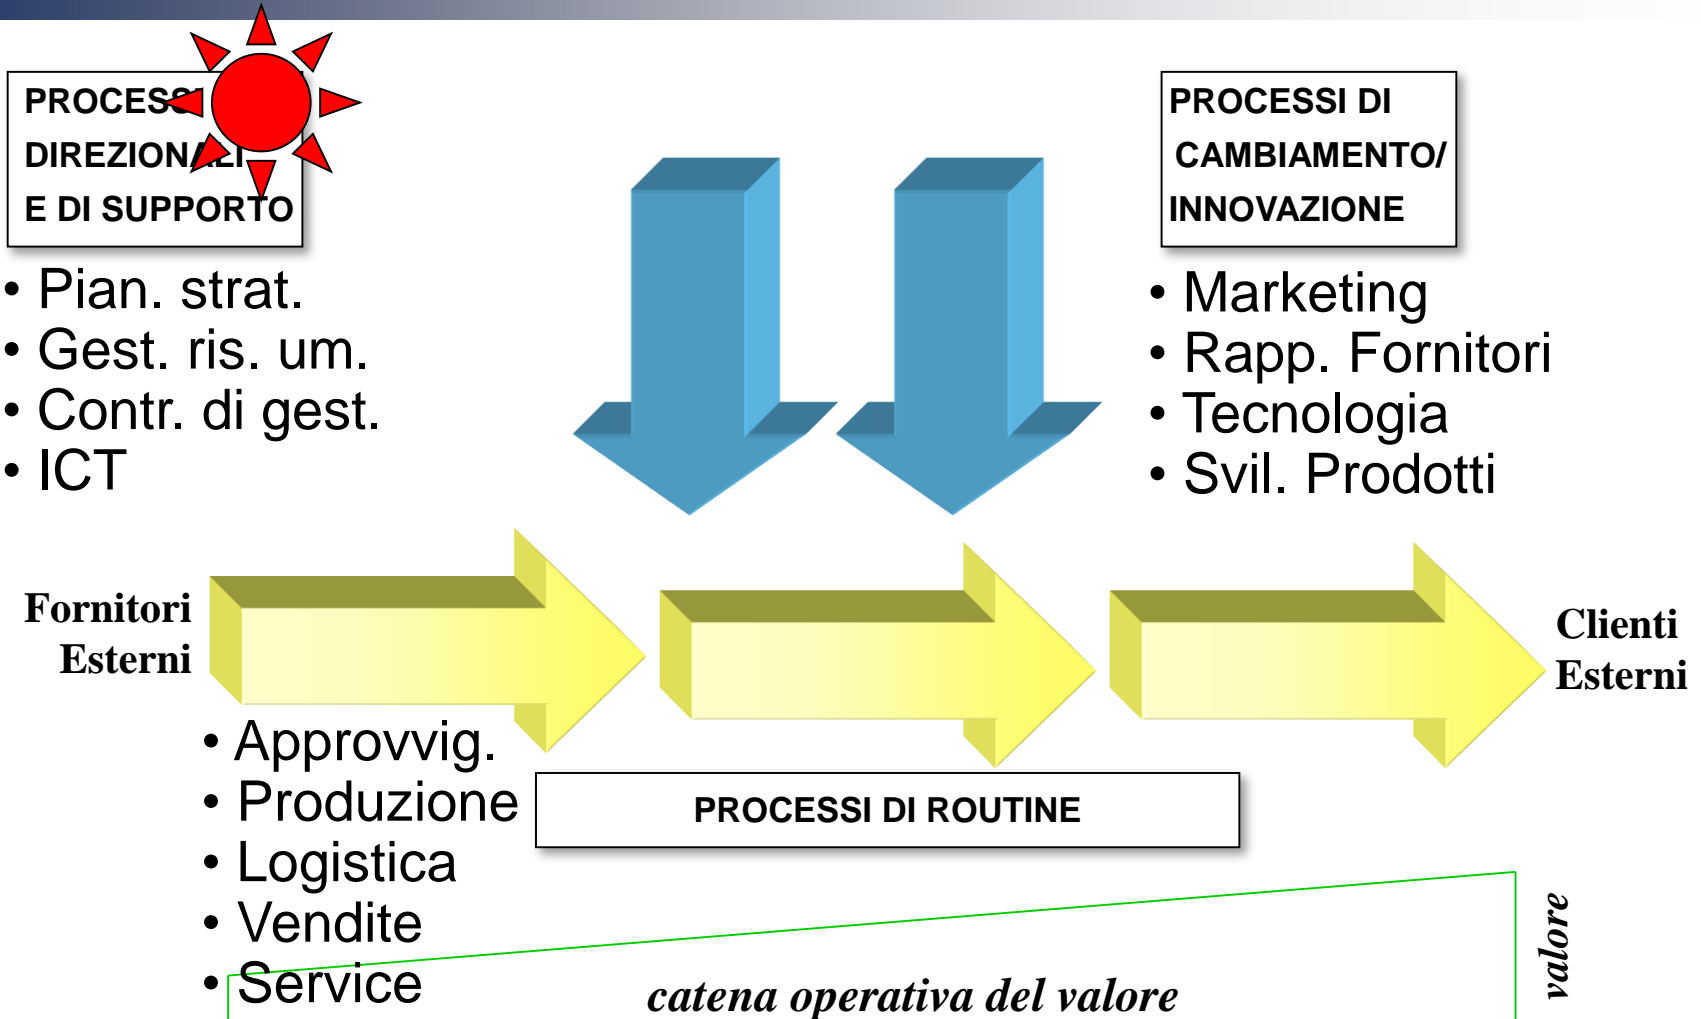 PROCESSI
DIREZIONALI
E DI SUPPORTO
• Pian. strat.
• Gest. ris. um.
• Contr. di gest.
• ICT
PROCESSI DI
CAMBIAMENTO/
INNOVAZIONE
• Marketing
• Rapp. Fornitori
• Tecnologia
• Svil. Prodotti
Fornitori
Esterni
Clienti
Esterni
• Approvvig.
• Produzione
• Logistica
• Vendite
• Service
PROCESSI DI ROUTINE
catena operativa del valore
valore